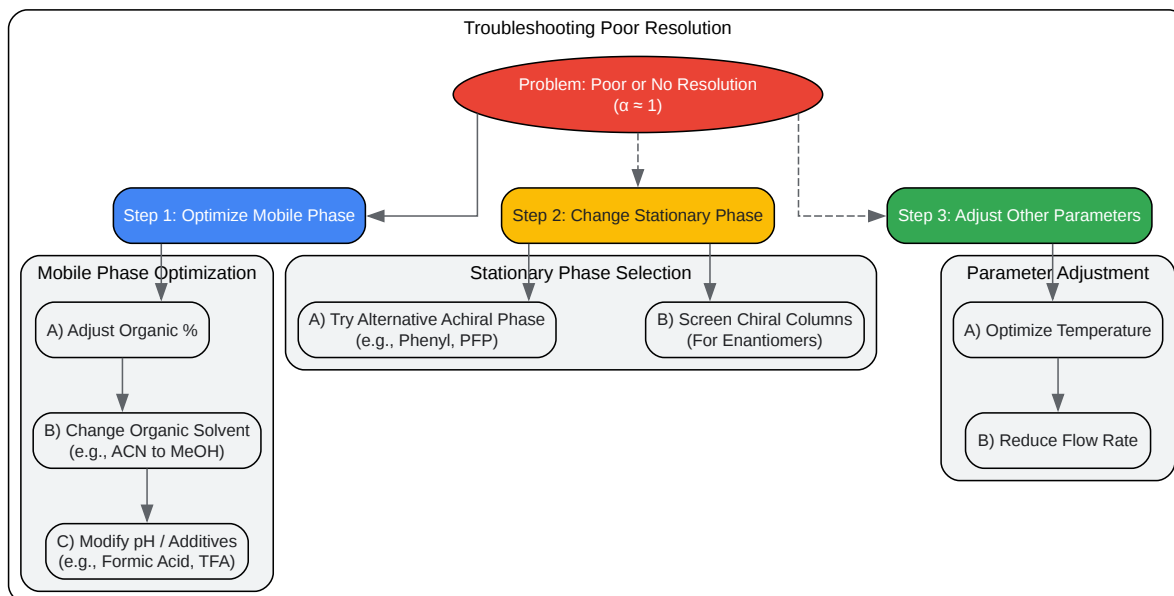 Troubleshooting Poor Resolution
Problem: Poor or No Resolution
(α ≈ 1)
Step 1: Optimize Mobile Phase
Step 2: Change Stationary Phase
Step 3: Adjust Other Parameters
Mobile Phase Optimization
A) Adjust Organic %
B) Change Organic Solvent
(e.g., ACN to MeOH)
C) Modify pH / Additives
(e.g., Formic Acid, TFA)
Stationary Phase Selection
A) Try Alternative Achiral Phase
(e.g., Phenyl, PFP)
B) Screen Chiral Columns
(For Enantiomers)
Parameter Adjustment
A) Optimize Temperature
B) Reduce Flow Rate